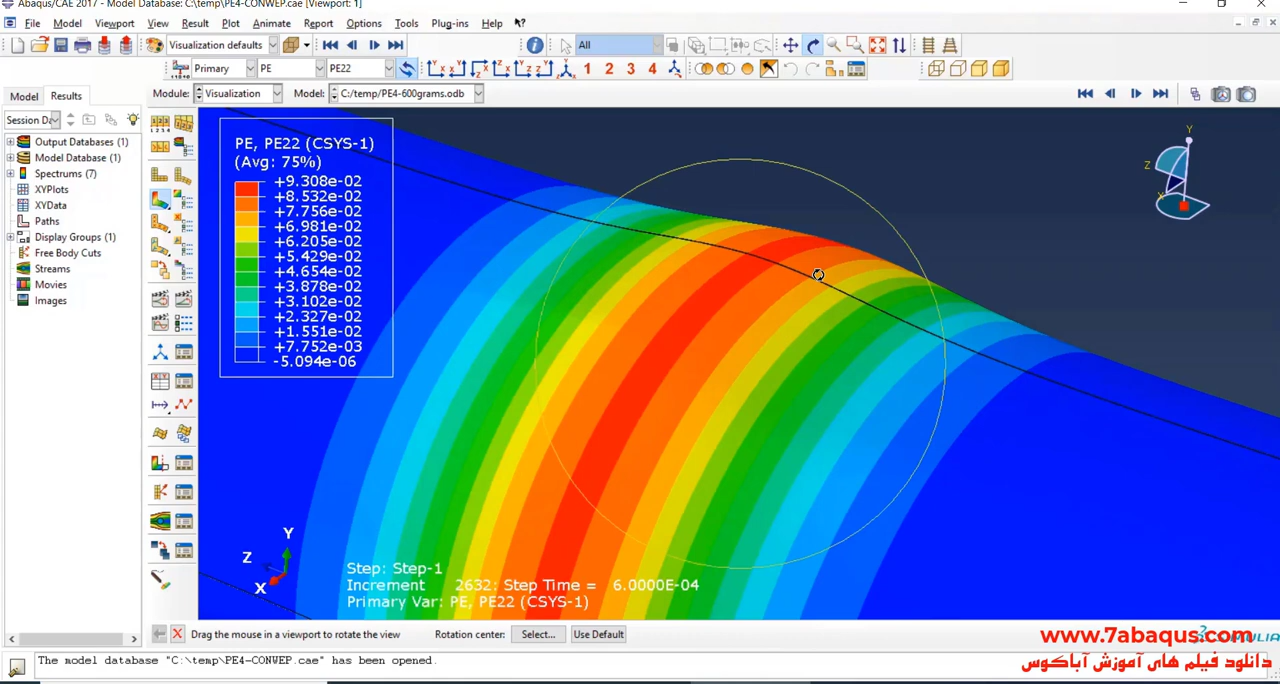 Abaqus/CAE 2017 - Model Database: C:\temp\PE4-CONWEP.cae [Viewport: 1]
File Model Viewport View Result Plot Animate Report Options Tools Plug-ins Help
Visualization defaults All
Primary PE PE22 1 2 3 4
Model Results Module: Visualization Model: C:/temp/PE4-600grams.odb
Session Da
Output Databases (1)
Model Database (1)
Spectrums (7)
XYPlots
XYData
Paths
Display Groups (1)
Free Body Cuts
Streams
Movies
Images
PE, PE22 (CSYS-1)
(Avg: 75%)
+9.308e-02
+8.532e-02
+7.756e-02
+6.981e-02
+6.205e-02
+5.429e-02
+4.654e-02
+3.878e-02
+3.102e-02
+2.327e-02
+1.551e-02
+7.752e-03
-5.094e-06
Y
Z
X
Y
Z
X
Step: Step-1
Increment 2632: Step Time = 6.0000E-04
Primary Var: PE, PE22 (CSYS-1)
Drag the mouse in a viewport to rotate the view Rotation center: Select... Use Default
www.7abaqus.com
دانلود فیلم های آموزش آباکوس
The model database "C:\temp\PE4-CONWEP.cae" has been opened.